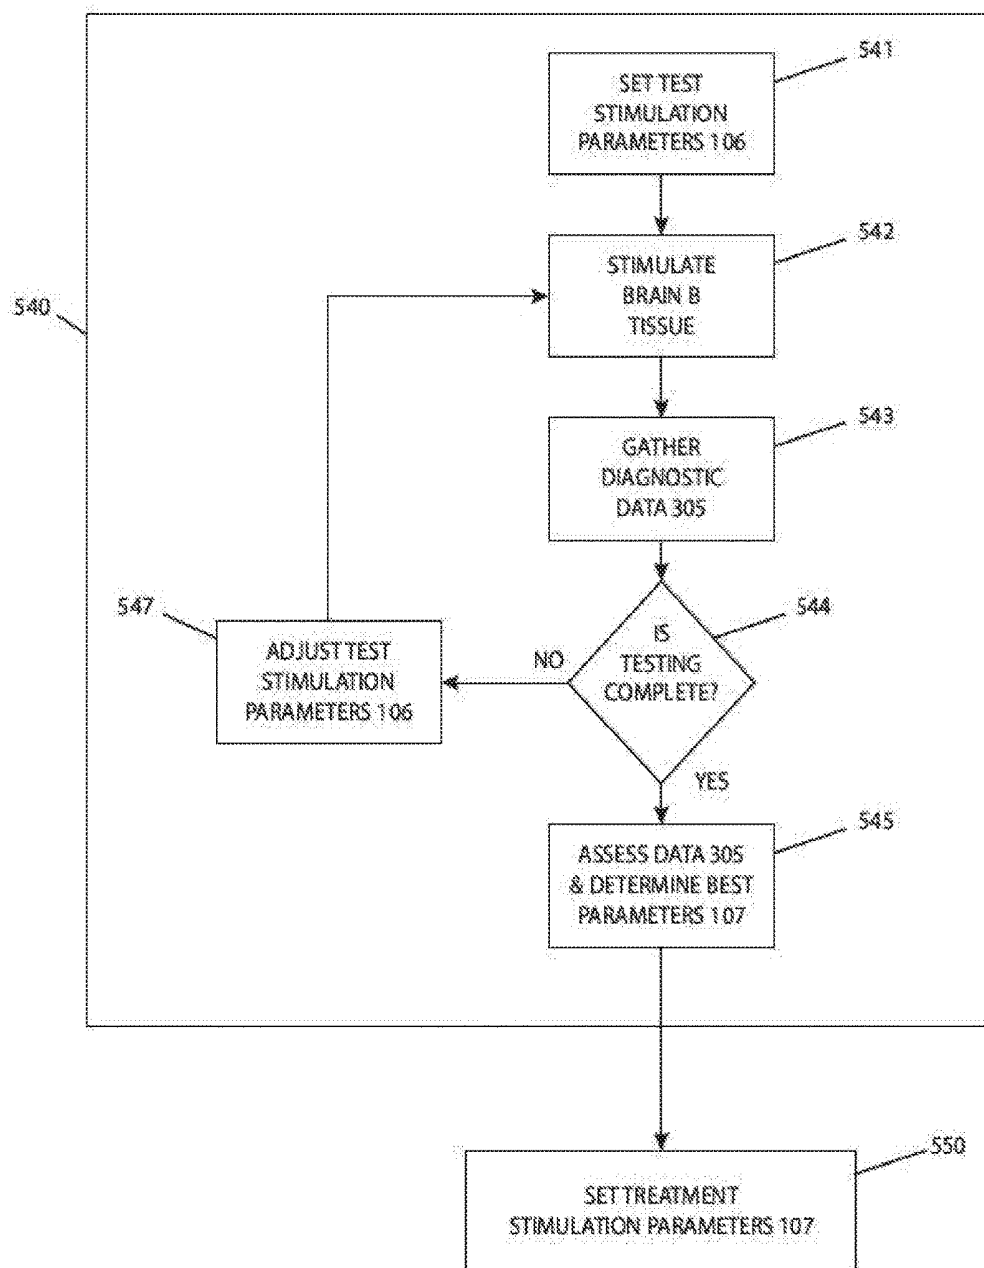 541
SET TEST
STIMULATION
PARAMETERS 106
542
STIMULATE
BRAIN B
TISSUE
540
543
GATHER
DIAGNOSTIC
DATA 305
547
544
IS
TESTING
COMPLETE?
NO
ADJUST TEST
STIMULATION
PARAMETERS 106
YES
545
ASSESS DATA 305
& DETERMINE BEST
PARAMETERS 107
550
SET TREATMENT
STIMULATION PARAMETERS 107